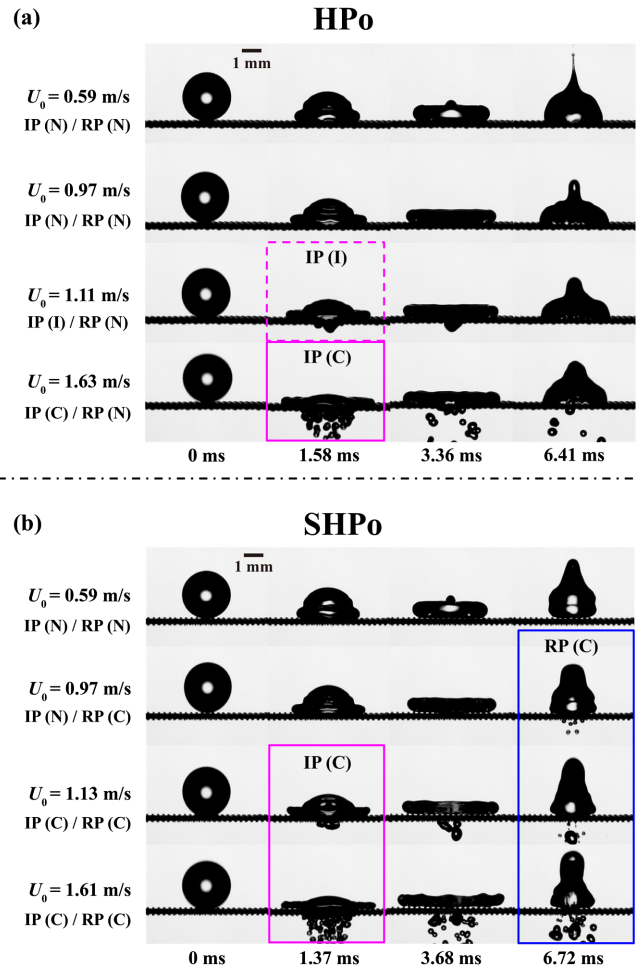 (a)
HPo
1 mm
U0 = 0.59 m/s
IP (N) / RP (N)
U0 = 0.97 m/s
IP (N) / RP (N)
IP (I)
U0 = 1.11 m/s
IP (I) / RP (N)
IP (C)
U0 = 1.63 m/s
IP (C) / RP (N)
0 ms 1.58 ms 3.36 ms 6.41 ms
(b)
SHPo
1 mm
U0 = 0.59 m/s
IP (N) / RP (N)
RP (C)
U0 = 0.97 m/s
IP (N) / RP (C)
IP (C)
U0 = 1.13 m/s
IP (C) / RP (C)
U0 = 1.61 m/s
IP (C) / RP (C)
0 ms 1.37 ms 3.68 ms 6.72 ms